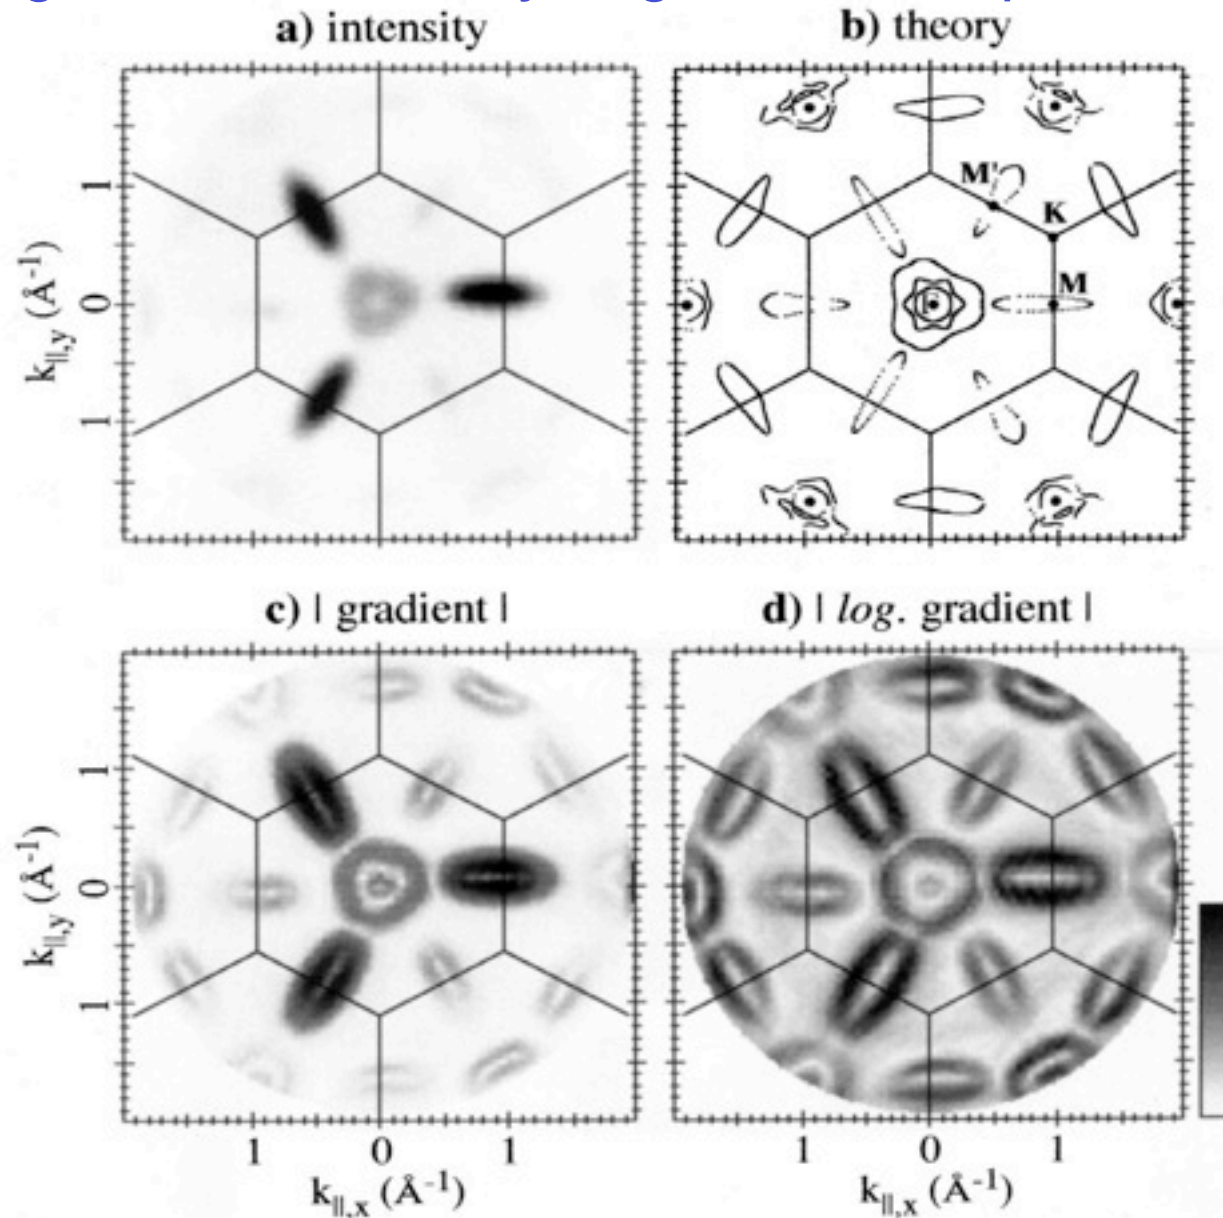 a) intensity
b) theory
1
0
1
k||,y (Å-1)
M'
K
M
c) | gradient |
d) | log. gradient |
1
0
1
k||,y (Å-1)
1
0
1
k||,x (Å-1)
1
0
1
k||,x (Å-1)